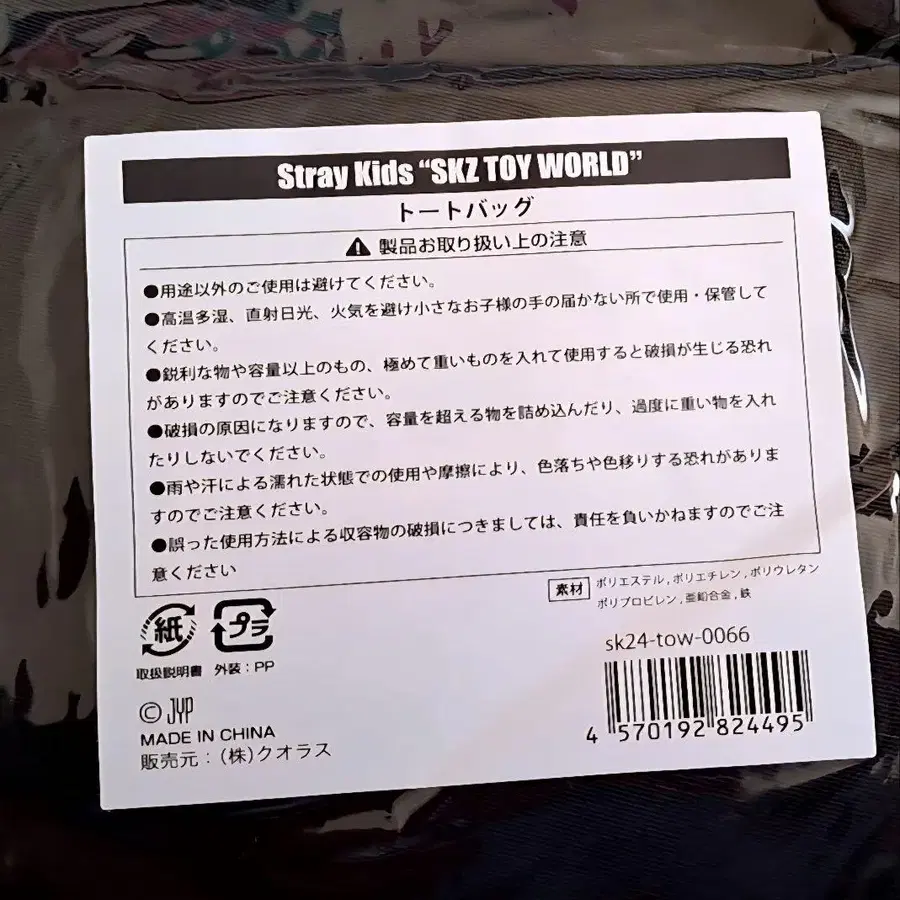 Stray Kids “SKZ TOY WORLD”
トートバッグ
製品お取り扱い上の注意
●用途以外のご使用は避けてください。
●高温多湿、直射日光、火気を避け小さなお子様の手の届かない所で使用・保管して
ください。
●鋭利な物や容量以上のもの、極めて重いものを入れて使用すると破損が生じる恐れ
がありますのでご注意ください。
●破損の原因になりますので、容量を超える物を詰め込んだり、過度に重い物を入れ
たりしないでください。
●雨や汗による濡れた状態での使用や摩擦により、色落ちや色移りする恐れがありま
すのでご注意ください。
●誤った使用方法による収容物の破損につきましては、責任を負いかねますのでご注
意ください
素材 ポリエステル,ポリエチレン,ポリウレタン
ポリプロピレン,亜鉛合金,鉄
紙 プラ
取扱説明書 外装：PP
sk24-tow-0066
4 570192 824495
© JYP
MADE IN CHINA
販売元：(株)クオラス